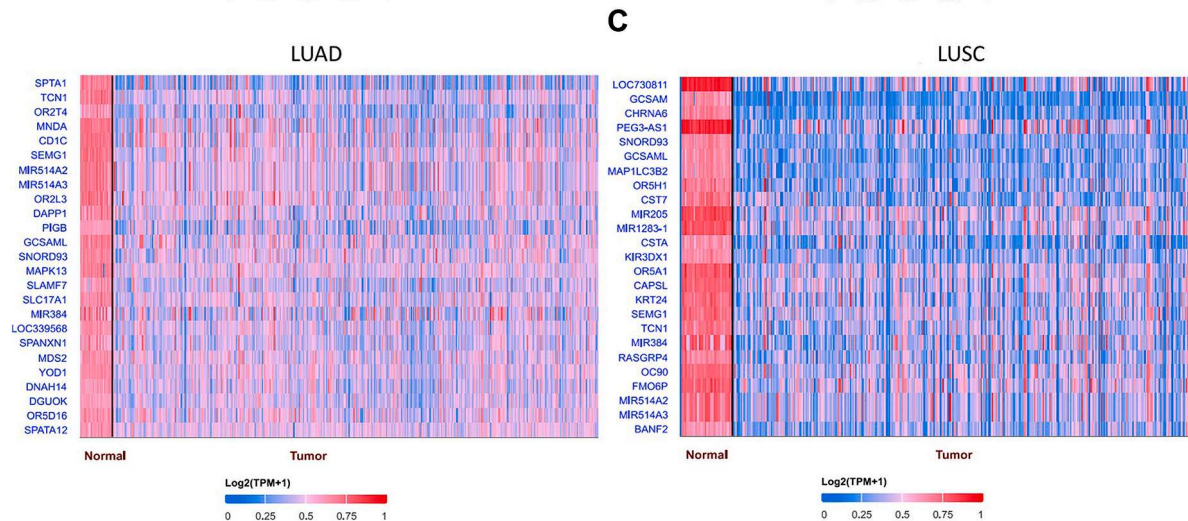 C
LUAD
SPTA1
TCN1
OR2T4
MNDA
CD1C
SEMG1
MIR514A2
MIR514A3
OR2L3
DAPP1
PIGB
GCSAML
SNORD93
MAPK13
SLAMF7
SLC17A1
MIR384
LOC339568
SPANXN1
MDS2
YOD1
DNAH14
DGUOK
OR5D16
SPATA12
Normal Tumor
Log2(TPM+1)
0 0.25 0.5 0.75 1
LUSC
LOC730811
GCSAM
CHRNA6
PEG3-AS1
SNORD93
GCSAML
MAP1LC3B2
OR5H1
CST7
MIR205
MIR1283-1
CSTA
KIR3DX1
OR5A1
CAPSL
KRT24
SEMG1
TCN1
MIR384
RASGRP4
OC90
FMO6P
MIR514A2
MIR514A3
BANF2
Normal Tumor
Log2(TPM+1)
0 0.25 0.5 0.75 1